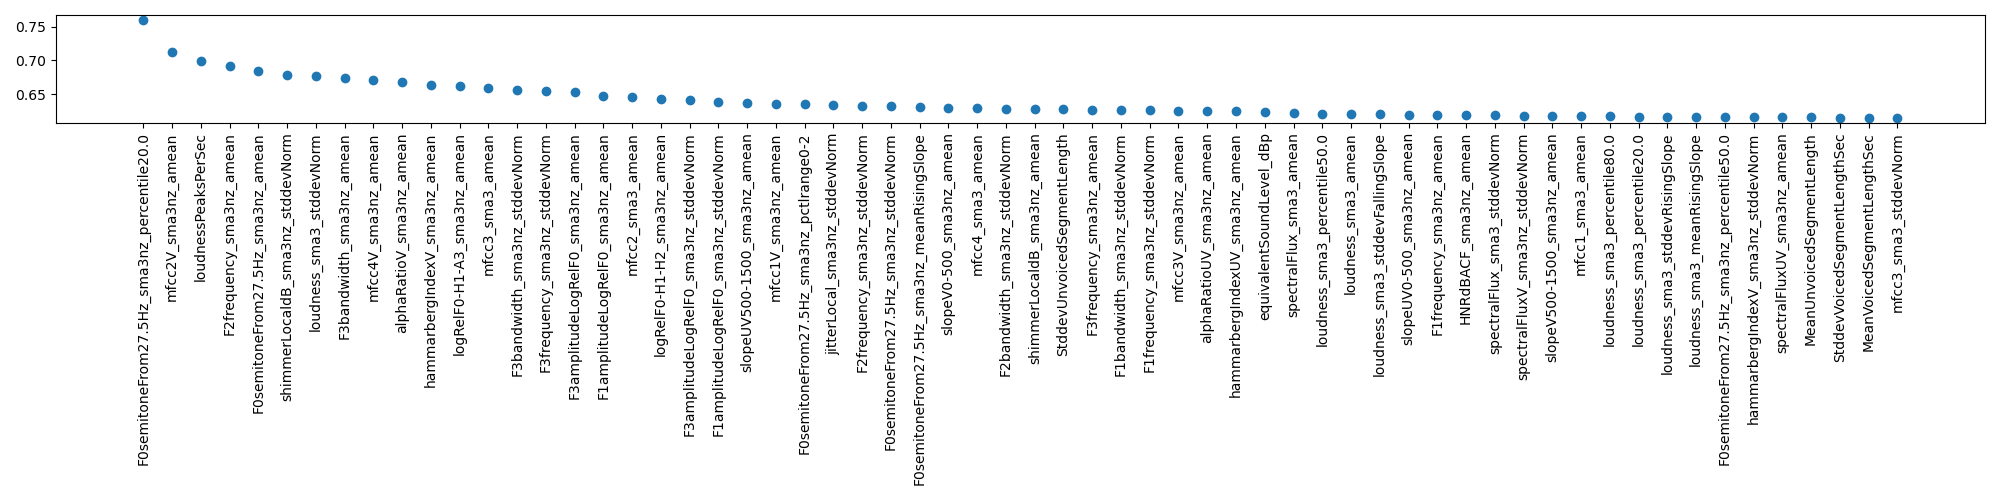 0.75
0.70
0.65
F0semitoneFrom27.5Hz_sma3nz_percentile20.0
mfcc2V_sma3nz_amean
loudnessPeaksPerSec
F2frequency_sma3nz_amean
F0semitoneFrom27.5Hz_sma3nz_amean
shimmerLocaldB_sma3nz_stddevNorm
loudness_sma3_stddevNorm
F3bandwidth_sma3nz_amean
mfcc4V_sma3nz_amean
alphaRatioV_sma3nz_amean
hammarbergIndexV_sma3nz_amean
logRelF0-H1-A3_sma3nz_amean
mfcc3_sma3_amean
F3bandwidth_sma3nz_stddevNorm
F3frequency_sma3nz_stddevNorm
F3amplitudeLogRelF0_sma3nz_amean
F1amplitudeLogRelF0_sma3nz_amean
mfcc2_sma3_amean
logRelF0-H1-H2_sma3nz_amean
F3amplitudeLogRelF0_sma3nz_stddevNorm
F1amplitudeLogRelF0_sma3nz_stddevNorm
slopeUV500-1500_sma3nz_amean
mfcc1V_sma3nz_amean
F0semitoneFrom27.5Hz_sma3nz_pctlrange0-2
jitterLocal_sma3nz_stddevNorm
F2frequency_sma3nz_stddevNorm
F0semitoneFrom27.5Hz_sma3nz_stddevNorm
F0semitoneFrom27.5Hz_sma3nz_meanRisingSlope
slopeV0-500_sma3nz_amean
mfcc4_sma3_amean
F2bandwidth_sma3nz_stddevNorm
shimmerLocaldB_sma3nz_amean
StddevUnvoicedSegmentLength
F3frequency_sma3nz_amean
F1bandwidth_sma3nz_stddevNorm
F1frequency_sma3nz_stddevNorm
mfcc3V_sma3nz_amean
alphaRatioUV_sma3nz_amean
hammarbergIndexUV_sma3nz_amean
equivalentSoundLevel_dBp
spectralFlux_sma3_amean
loudness_sma3_percentile50.0
loudness_sma3_amean
loudness_sma3_stddevFallingSlope
slopeUV0-500_sma3nz_amean
F1frequency_sma3nz_amean
HNRdBACF_sma3nz_amean
spectralFlux_sma3_stddevNorm
spectralFluxV_sma3nz_stddevNorm
slopeV500-1500_sma3nz_amean
mfcc1_sma3_amean
loudness_sma3_percentile80.0
loudness_sma3_percentile20.0
loudness_sma3_stddevRisingSlope
loudness_sma3_meanRisingSlope
F0semitoneFrom27.5Hz_sma3nz_percentile50.0
hammarbergIndexV_sma3nz_stddevNorm
spectralFluxUV_sma3nz_amean
MeanUnvoicedSegmentLength
StddevVoicedSegmentLengthSec
MeanVoicedSegmentLengthSec
mfcc3_sma3_stddevNorm